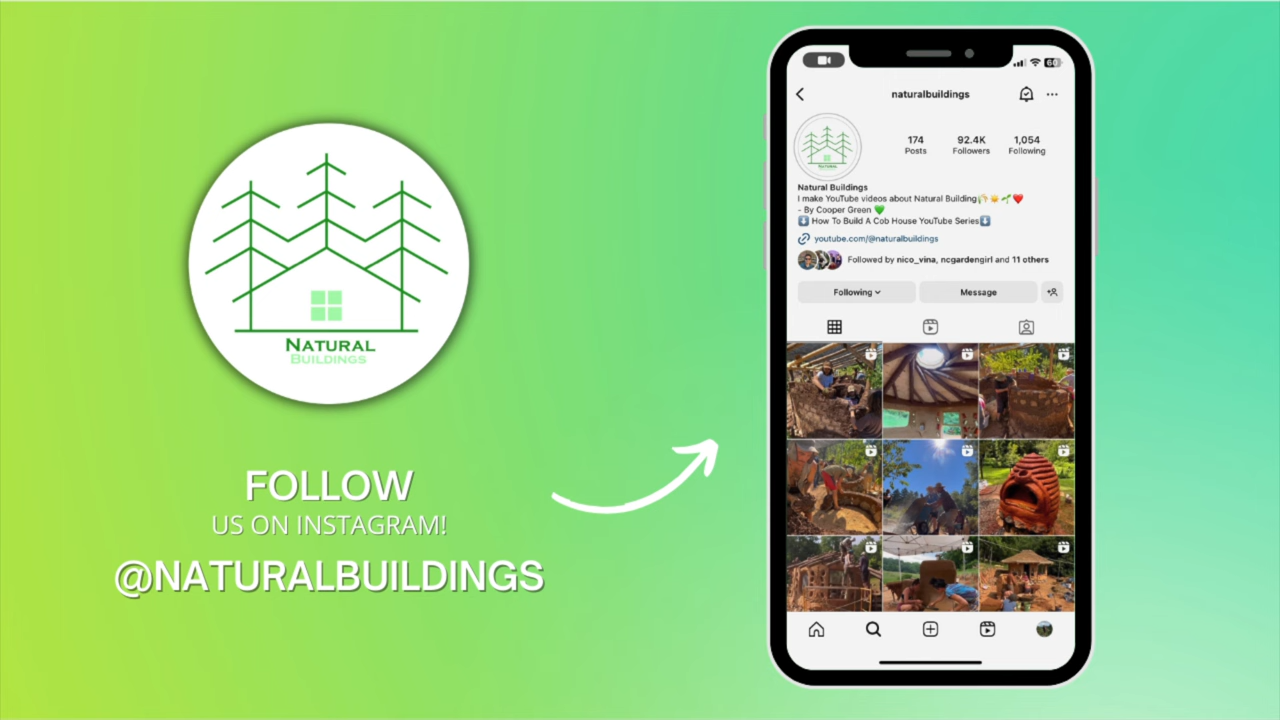 NATURAL
BUILDINGS
FOLLOW
US ON INSTAGRAM!
@NATURALBUILDINGS
60
naturalbuildings
174 92.4K 1,054
Posts Followers Following
NATURAL
Natural Buildings
I make YouTube videos about Natural Building
- By Cooper Green 💚
⬇️ How To Build A Cob House YouTube Series⬇️
youtube.com/@naturalbuildings
Followed by nico_vina, ncgardengirl and 11 others
Following Message